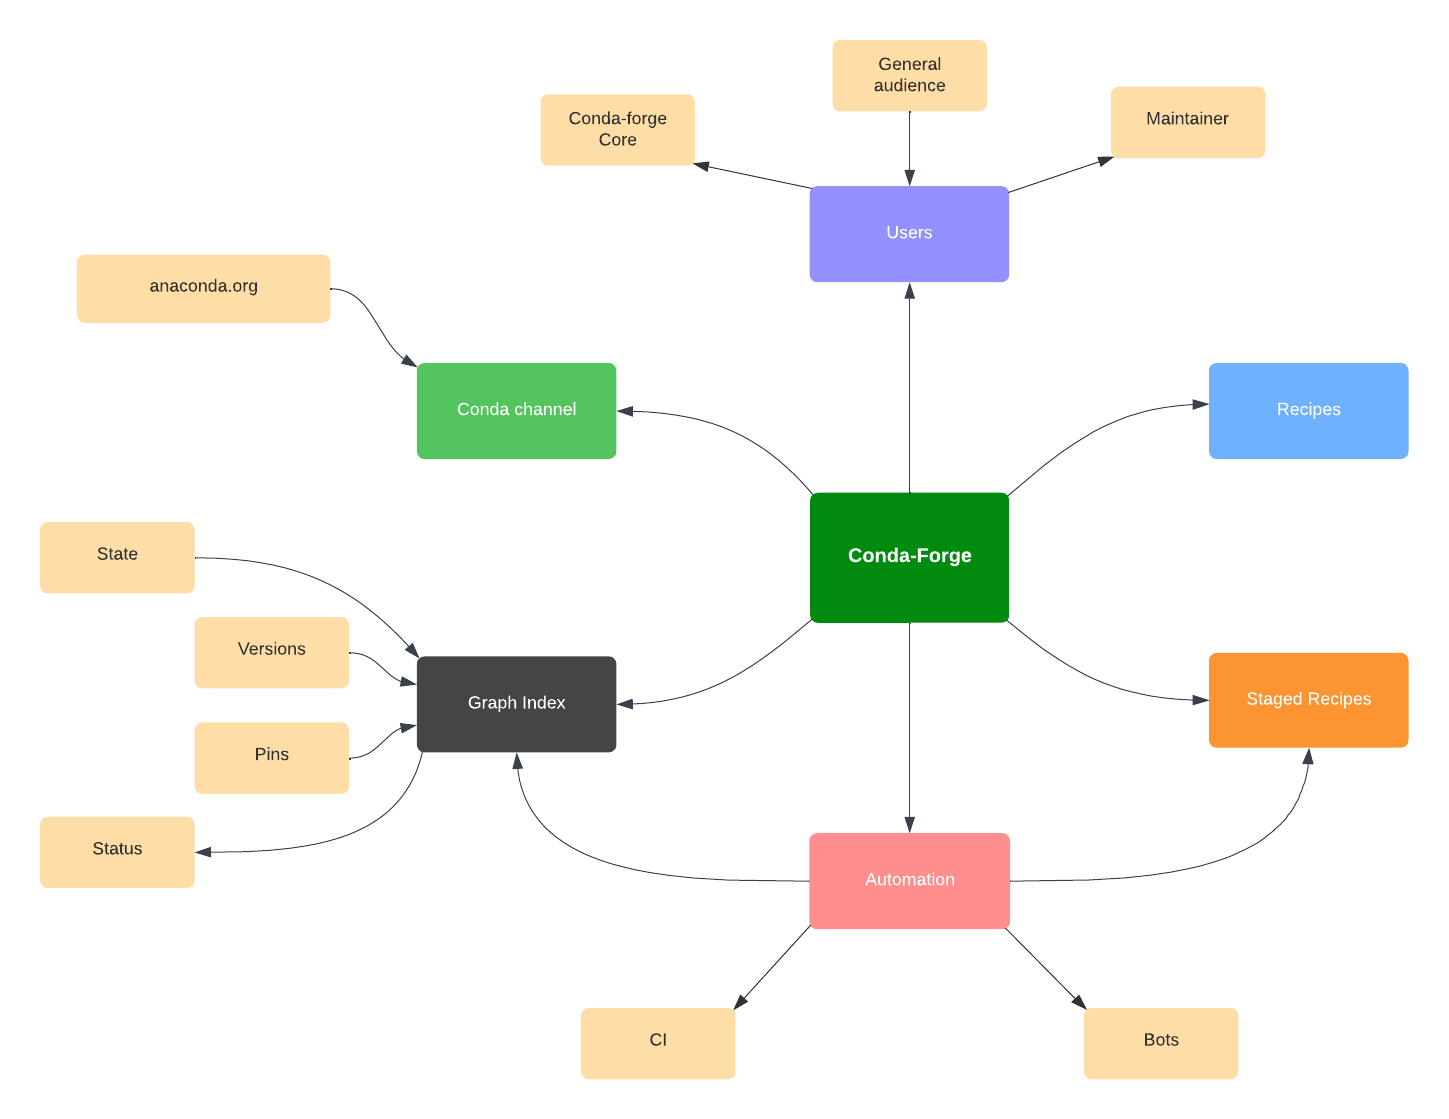 General
audience
Conda-forge
Core
Maintainer
Users
anaconda.org
Conda channel
Recipes
Conda-Forge
State
Versions
Graph Index
Staged Recipes
Pins
Status
Automation
CI
Bots